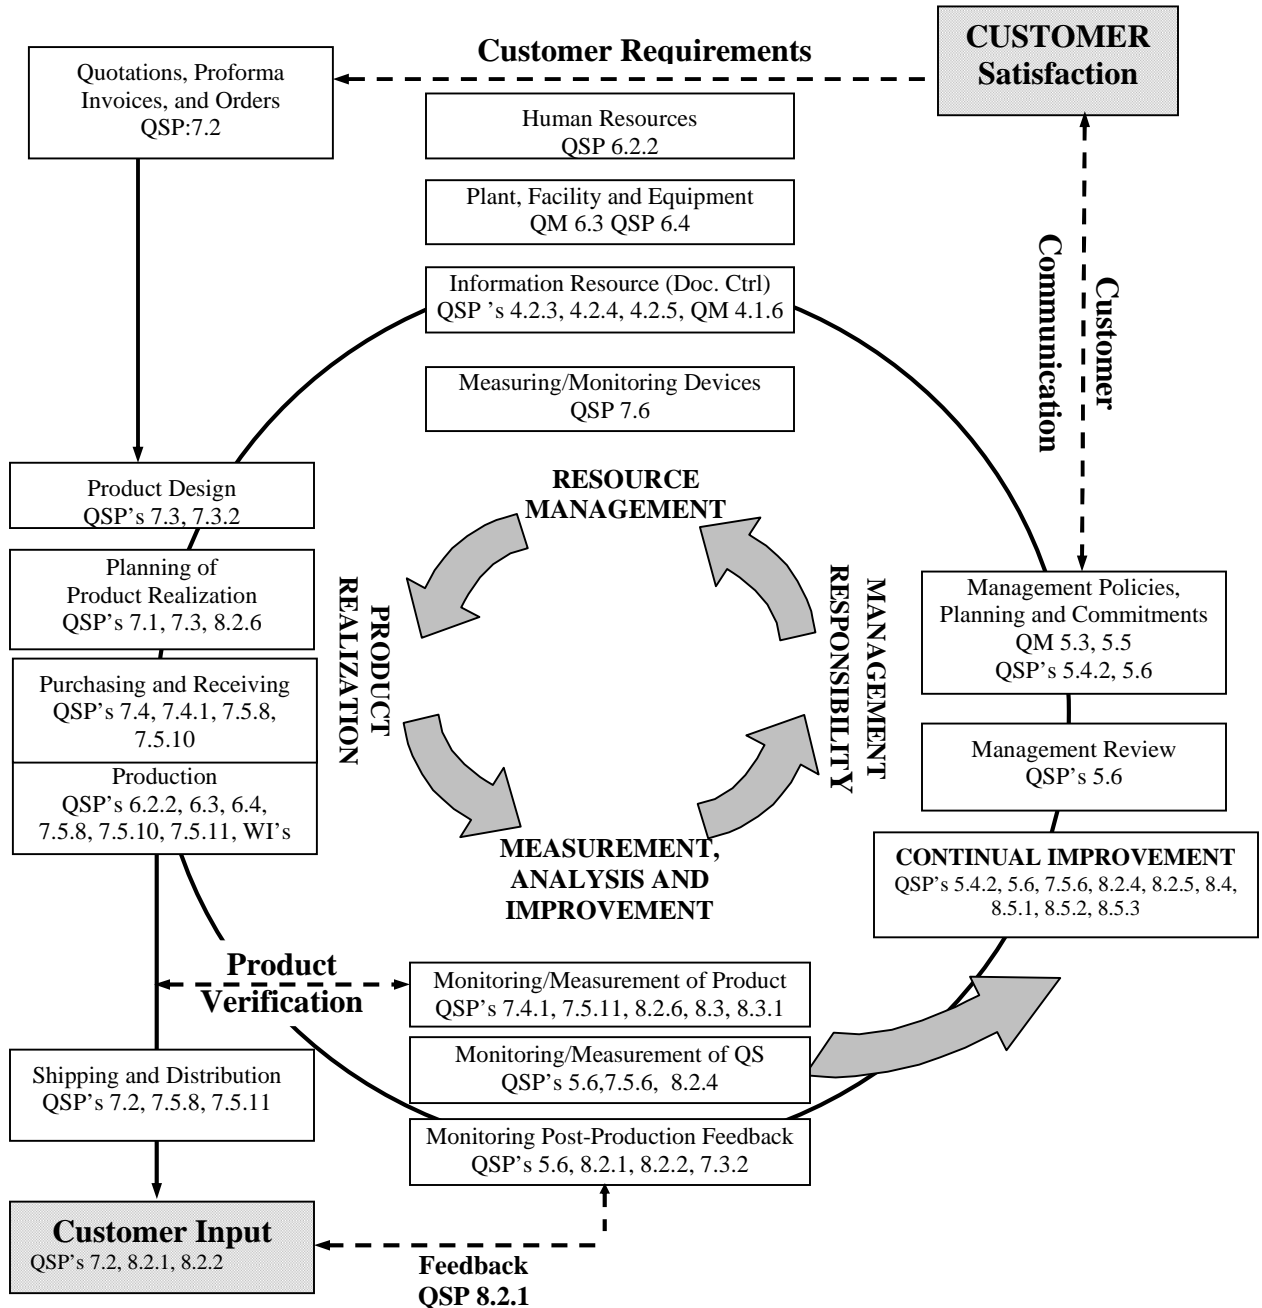 Customer Requirements
CUSTOMER
Satisfaction
Quotations, Proforma
Invoices, and Orders
QSP:7.2
Human Resources
QSP 6.2.2
Plant, Facility and Equipment
QM 6.3 QSP 6.4
Information Resource (Doc. Ctrl)
QSP ’s 4.2.3, 4.2.4, 4.2.5, QM 4.1.6
Measuring/Monitoring Devices
QSP 7.6
Customer
Communication
Product Design
QSP’s 7.3, 7.3.2
Planning of
Product Realization
QSP’s 7.1, 7.3, 8.2.6
Purchasing and Receiving
QSP’s 7.4, 7.4.1, 7.5.8,
7.5.10
Production
QSP’s 6.2.2, 6.3, 6.4,
7.5.8, 7.5.10, 7.5.11, WI’s
RESOURCE
MANAGEMENT
PRODUCT
REALIZATION
MANAGEMENT
RESPONSIBILITY
MEASUREMENT,
ANALYSIS AND
IMPROVEMENT
Management Policies,
Planning and Commitments
QM 5.3, 5.5
QSP’s 5.4.2, 5.6
Management Review
QSP’s 5.6
CONTINUAL IMPROVEMENT
QSP’s 5.4.2, 5.6, 7.5.6, 8.2.4, 8.2.5, 8.4,
8.5.1, 8.5.2, 8.5.3
Product
Verification
Monitoring/Measurement of Product
QSP’s 7.4.1, 7.5.11, 8.2.6, 8.3, 8.3.1
Monitoring/Measurement of QS
QSP’s 5.6,7.5.6, 8.2.4
Monitoring Post-Production Feedback
QSP’s 5.6, 8.2.1, 8.2.2, 7.3.2
Shipping and Distribution
QSP’s 7.2, 7.5.8, 7.5.11
Customer Input
QSP’s 7.2, 8.2.1, 8.2.2
Feedback
QSP 8.2.1